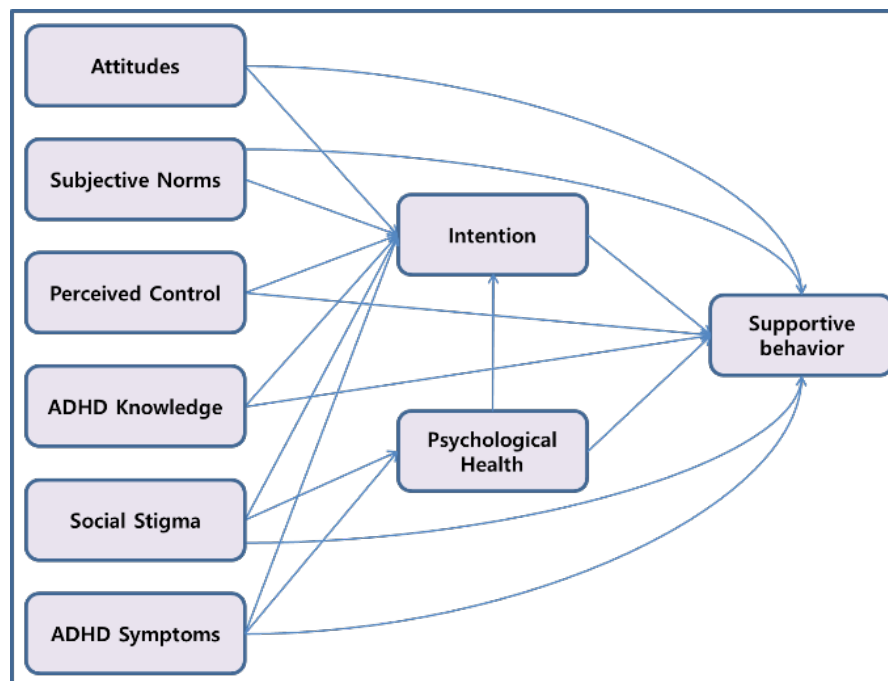 Attitudes
Subjective Norms
Perceived Control
ADHD Knowledge
Social Stigma
ADHD Symptoms
Intention
Psychological
Health
Supportive
behavior